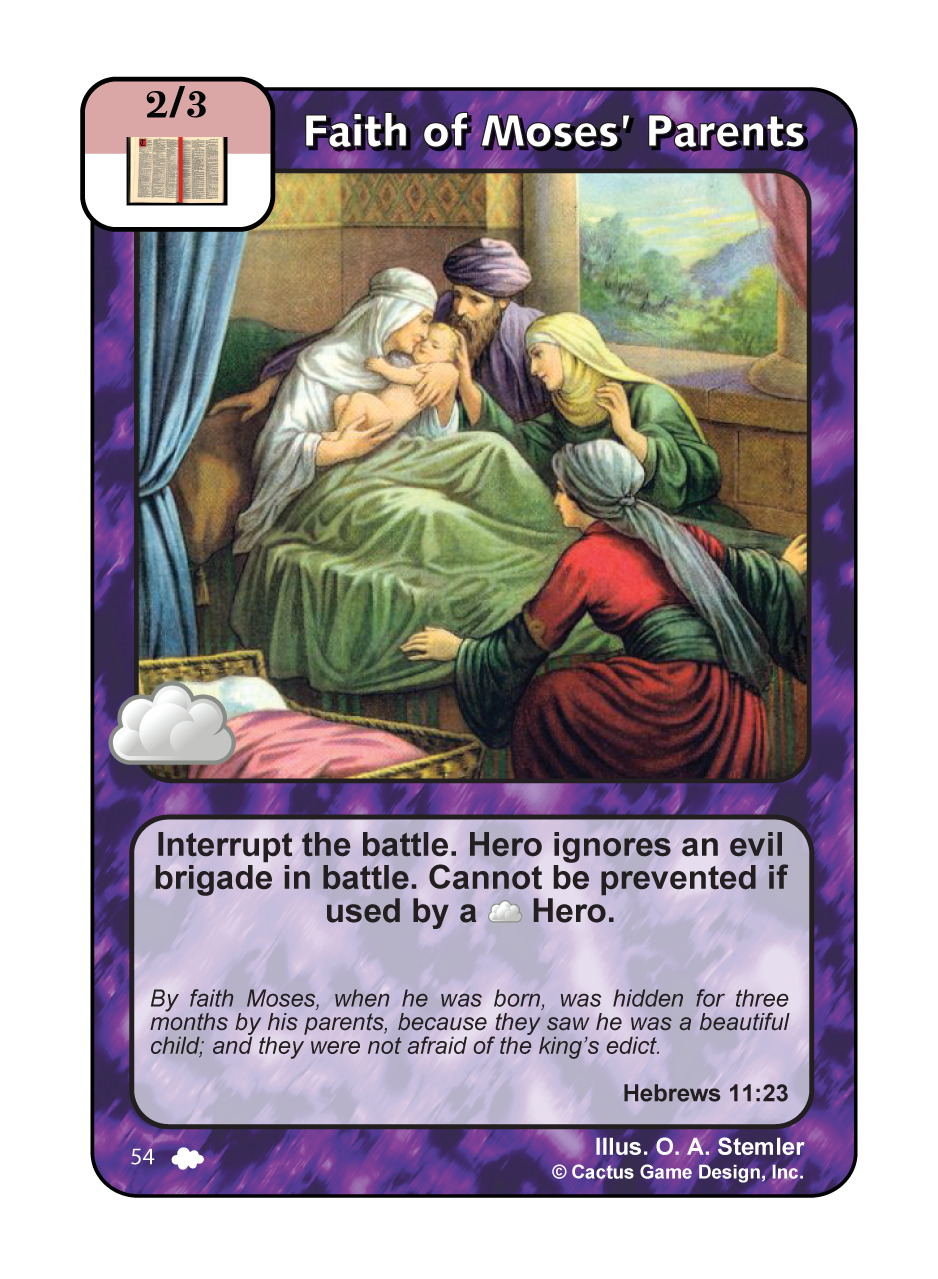 2/3
Faith of Moses' Parents
Interrupt the battle. Hero ignores an evil
brigade in battle. Cannot be prevented if
used by a Hero.
By faith Moses, when he was born, was hidden for three
months by his parents, because they saw he was a beautiful
child; and they were not afraid of the king's edict.
Hebrews 11:23
54
Illus. O. A. Stemler
© Cactus Game Design, Inc.